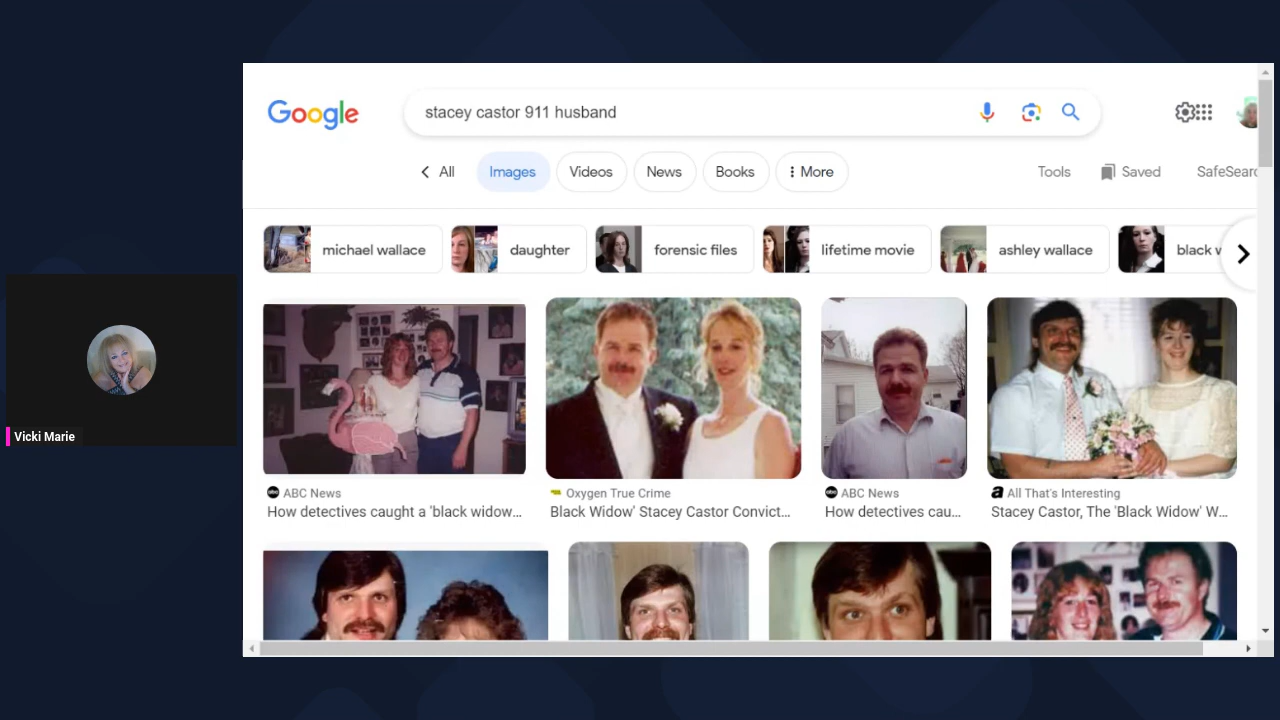 Google
stacey castor 911 husband
All
Images
Videos
News
Books
More
Tools
Saved
SafeSearc
michael wallace
daughter
forensic files
lifetime movie
ashley wallace
black w
Vicki Marie
ABC News
How detectives caught a 'black widow...
Oxygen True Crime
Black Widow' Stacey Castor Convict...
ABC News
How detectives cau...
All That's Interesting
Stacey Castor, The 'Black Widow' W...